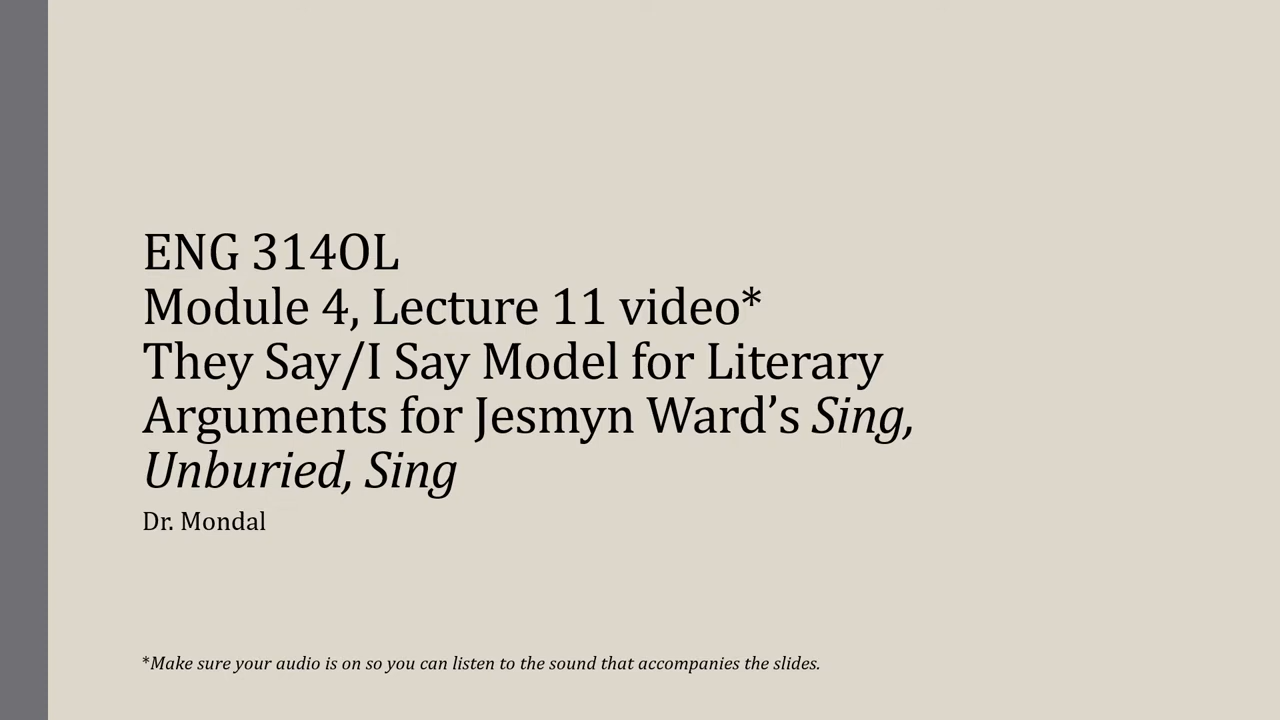 ENG 314OL
Module 4, Lecture 11 video*
They Say/I Say Model for Literary
Arguments for Jesmyn Ward’s Sing,
Unburied, Sing
Dr. Mondal
*Make sure your audio is on so you can listen to the sound that accompanies the slides.